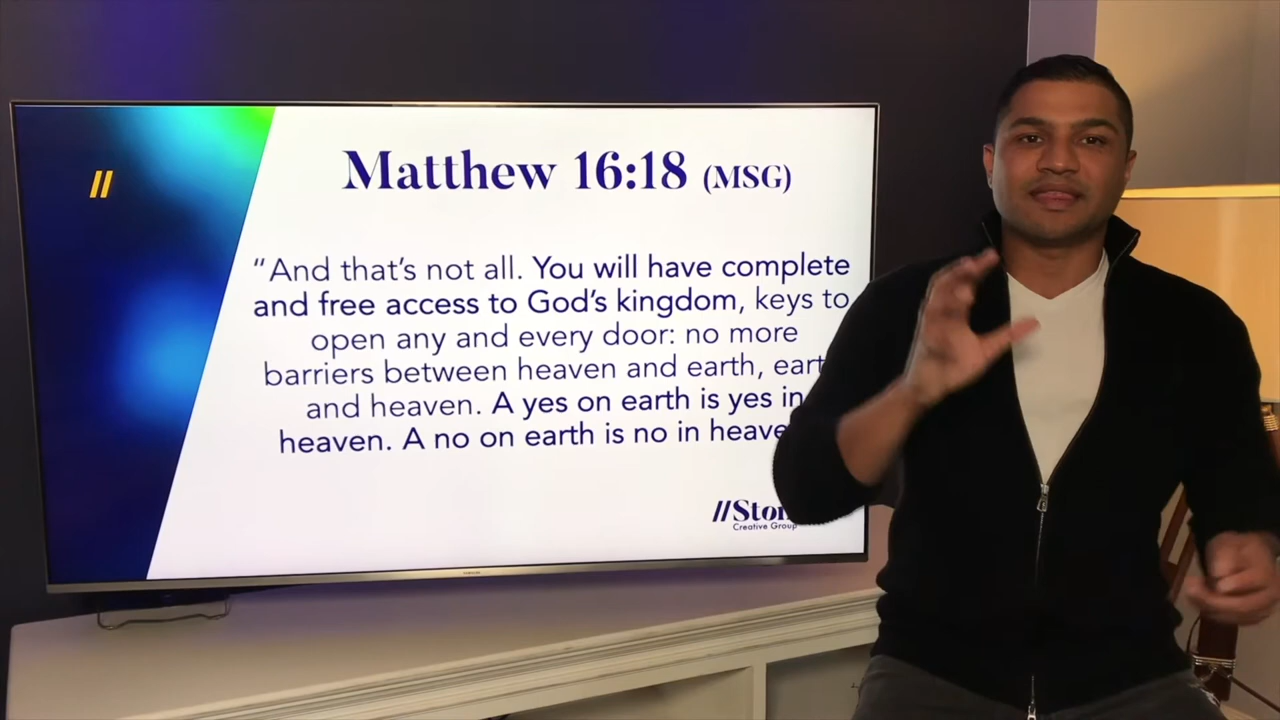 //
Matthew 16:18 (MSG)
“And that’s not all. You will have complete
and free access to God’s kingdom, keys to
open any and every door: no more
barriers between heaven and earth,
and heaven. A yes on earth is yes in
heaven. A no on earth is no in
Creative Group